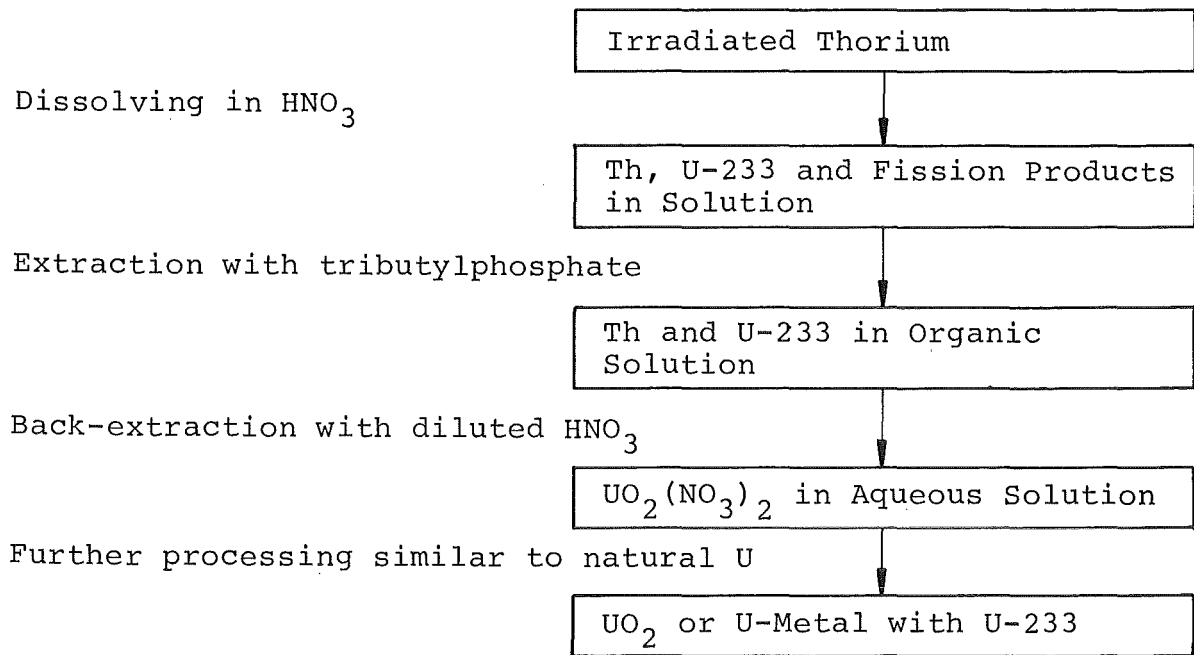 Irradiated Thorium
Dissolving in HNO3
Th, U-233 and Fission Products
in Solution
Extraction with tributylphosphate
Th and U-233 in Organic
Solution
Back-extraction with diluted HNO3
UO2(NO3)2 in Aqueous Solution
Further processing similar to natural U
UO2 or U-Metal with U-233